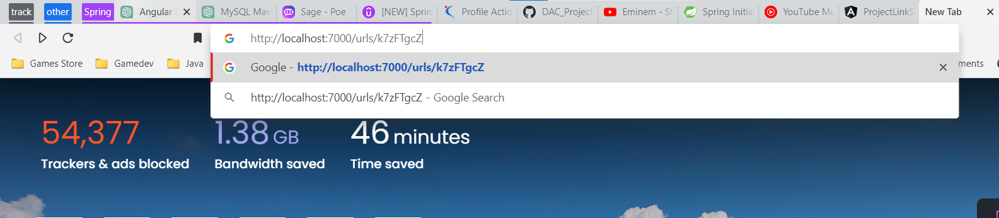 track other Spring Angular MySQL Mav Sage - Poe [NEW] Sprin Profile Actio DAC_Project Eminem - St Spring Initia YouTube Mu ProjectLinkS New Tab
http://localhost:7000/urls/k7zFTgcZ
Games Store Gamedev Java Google - http://localhost:7000/urls/k7zFTgcZ ments
http://localhost:7000/urls/k7zFTgcZ - Google Search
54,377 1.38 GB 46 minutes
Trackers & ads blocked Bandwidth saved Time saved